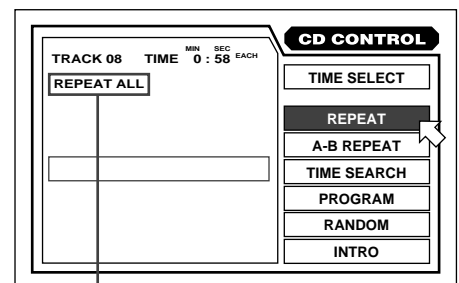 CD CONTROL
MIN SEC
TRACK 08 TIME 0 : 58 EACH
REPEAT ALL
TIME SELECT
REPEAT
A-B REPEAT
TIME SEARCH
PROGRAM
RANDOM
INTRO